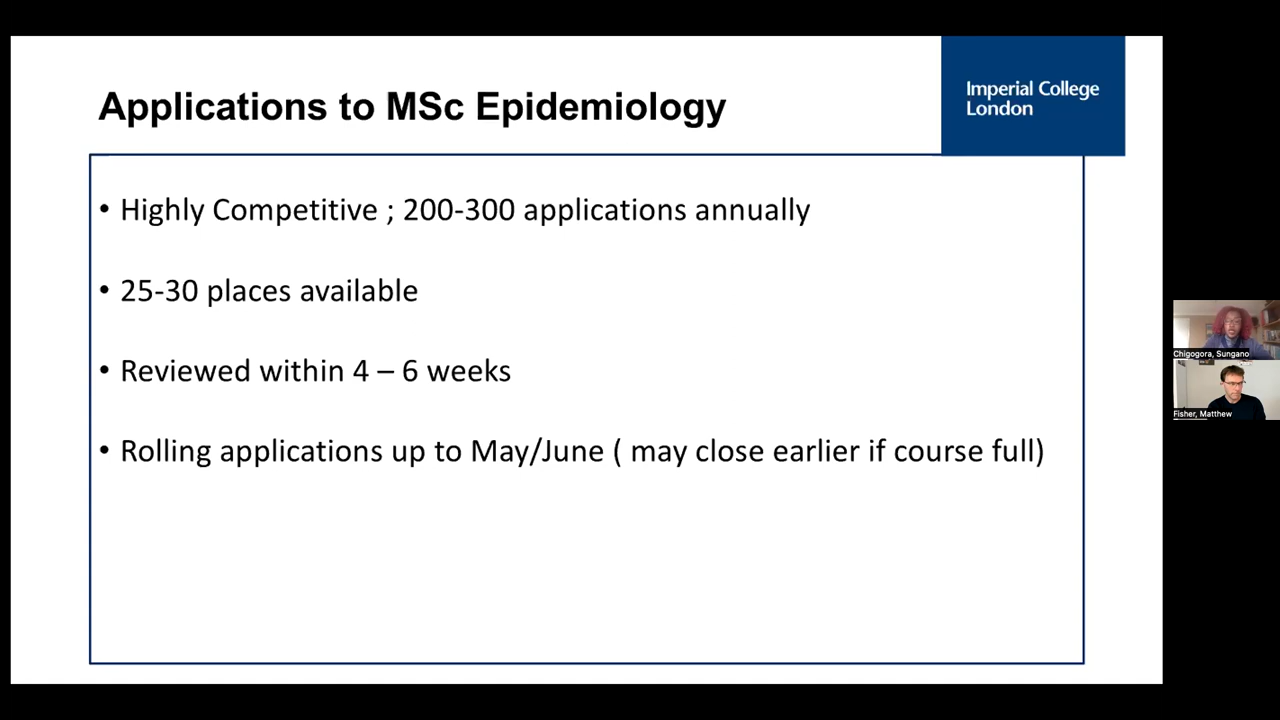 Applications to MSc Epidemiology
Imperial College
London
• Highly Competitive ; 200-300 applications annually
• 25-30 places available
• Reviewed within 4 – 6 weeks
• Rolling applications up to May/June ( may close earlier if course full)
Chigogora, Sungano
Fisher, Matthew